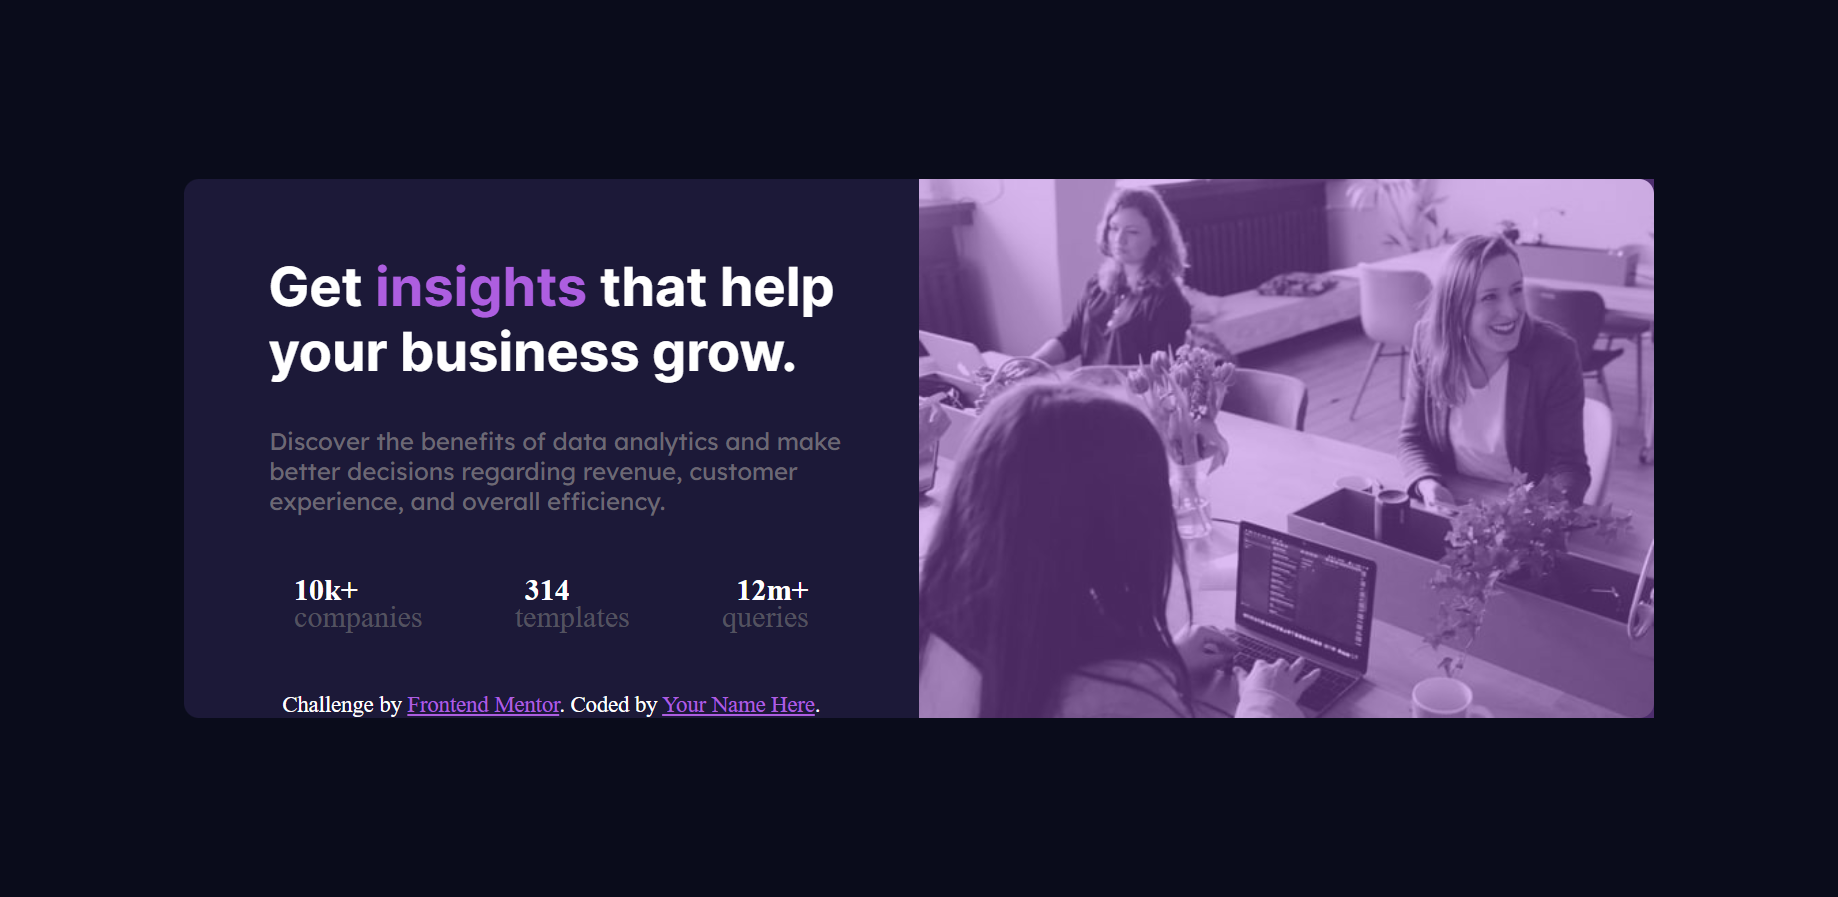 Get insights that help
your business grow.
Discover the benefits of data analytics and make
better decisions regarding revenue, customer
experience, and overall efficiency.
10k+ 314 12m+
companies templates queries
Challenge by Frontend Mentor. Coded by Your Name Here.